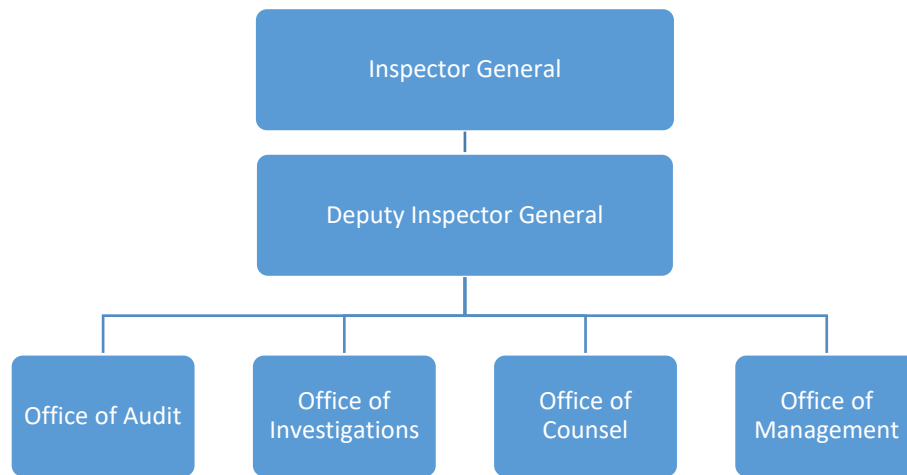 Inspector General
Deputy Inspector General
Office of Audit
Office of
Investigations
Office of
Counsel
Office of
Management